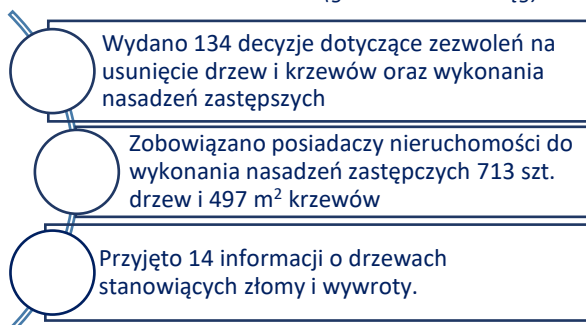 Wydano 134 decyzje dotyczące zezwoleń na
usunięcie drzew i krzewów oraz wykonania
nasadzeń zastępszych
Zobowiązano posiadaczy nieruchomości do
wykonania nasadzeń zastępczych 713 szt.
drzew i 497 m² krzewów
Przyjęto 14 informacji o drzewach
stanowiących złomy i wywroty.